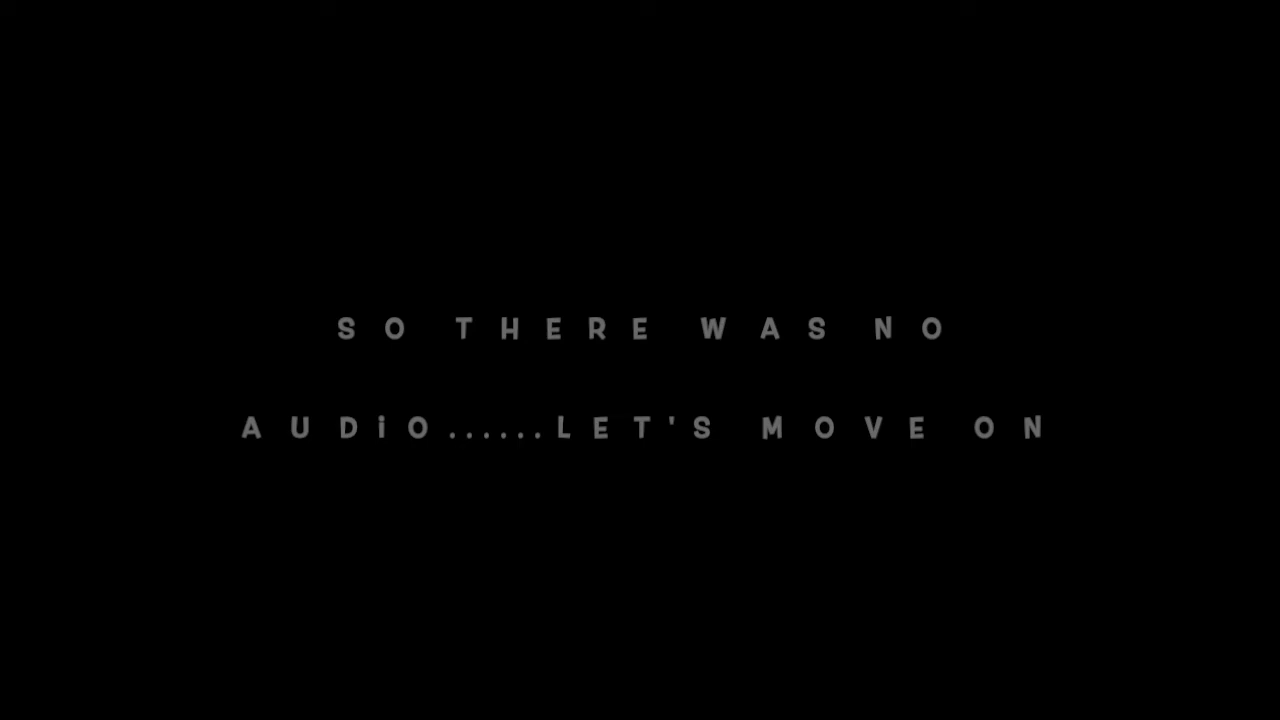 SO THERE WAS NO
AUDiO......LET'S MOVE ON